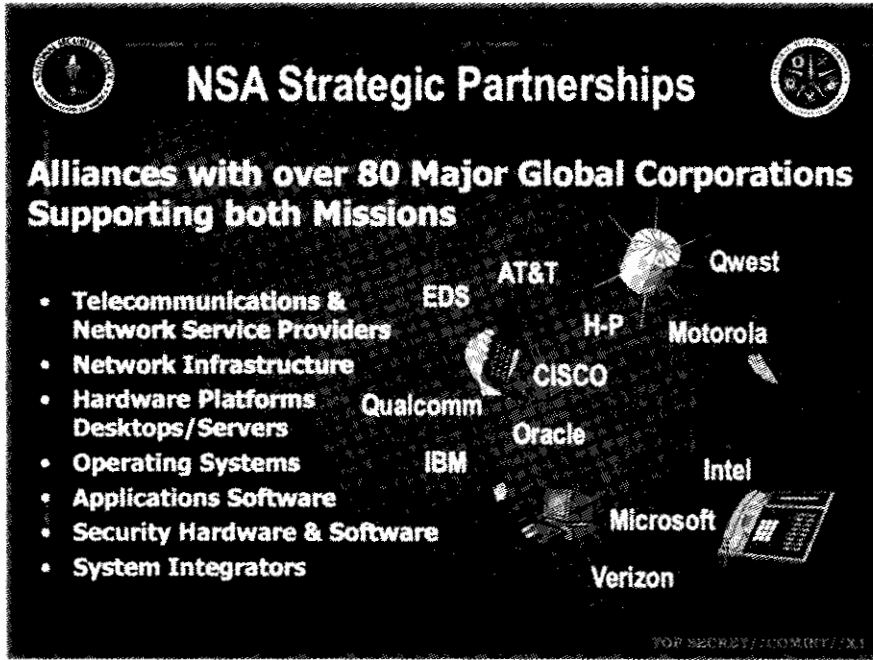 NSA Strategic Partnerships
Alliances with over 80 Major Global Corporations
Supporting both Missions
• Telecommunications &
Network Service Providers
• Network Infrastructure
• Hardware Platforms
Desktops/Servers
• Operating Systems
• Applications Software
• Security Hardware & Software
• System Integrators
EDS
AT&T
Qwest
H-P
Motorola
CISCO
Qualcomm
Oracle
IBM
Intel
Microsoft
Verizon
TOP SECRET//COMINT//X1